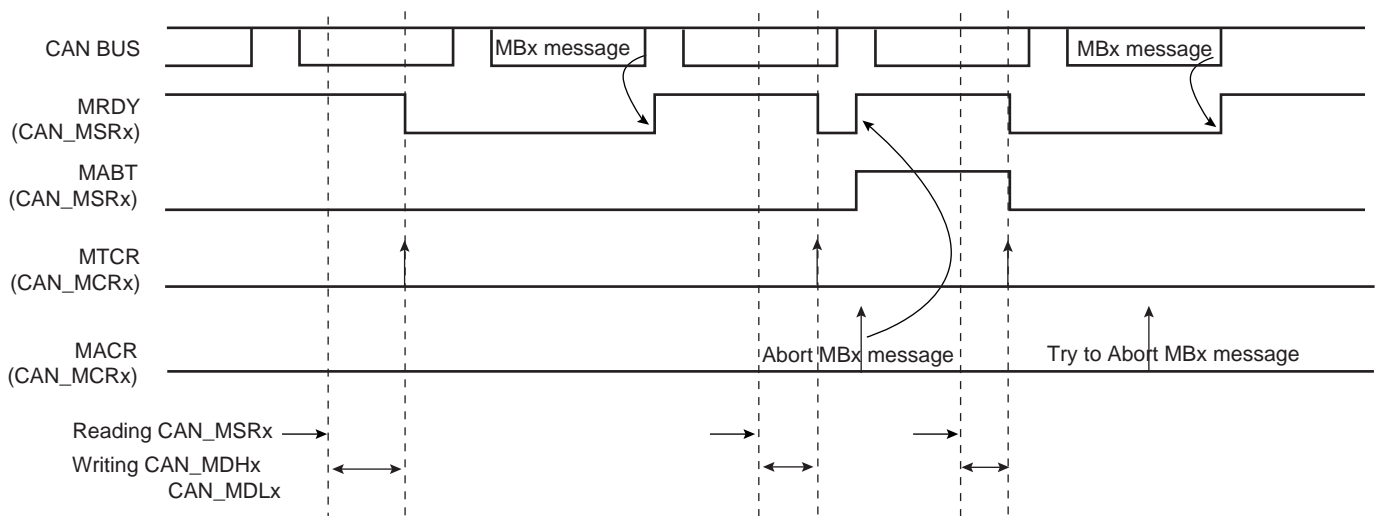 CAN BUS
MBx message
MBx message
MRDY
(CAN_MSRx)
MABT
(CAN_MSRx)
MTCR
(CAN_MCRx)
Abort MBx message
Try to Abort MBx message
MACR
(CAN_MCRx)
Reading CAN_MSRx
Writing CAN_MDHx
CAN_MDLx